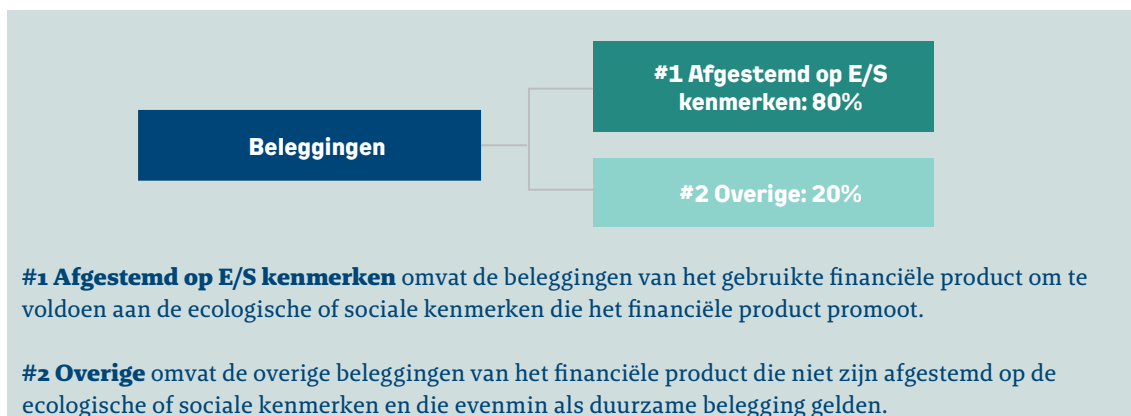 #1 Afgestemd op E/S
kenmerken: 80%
Beleggingen
#2 Overige: 20%
#1 Afgestemd op E/S kenmerken omvat de beleggingen van het gebruikte financiële product om te
voldoen aan de ecologische of sociale kenmerken die het financiële product promoot.
#2 Overige omvat de overige beleggingen van het financiële product die niet zijn afgestemd op de
ecologische of sociale kenmerken en die evenmin als duurzame belegging gelden.